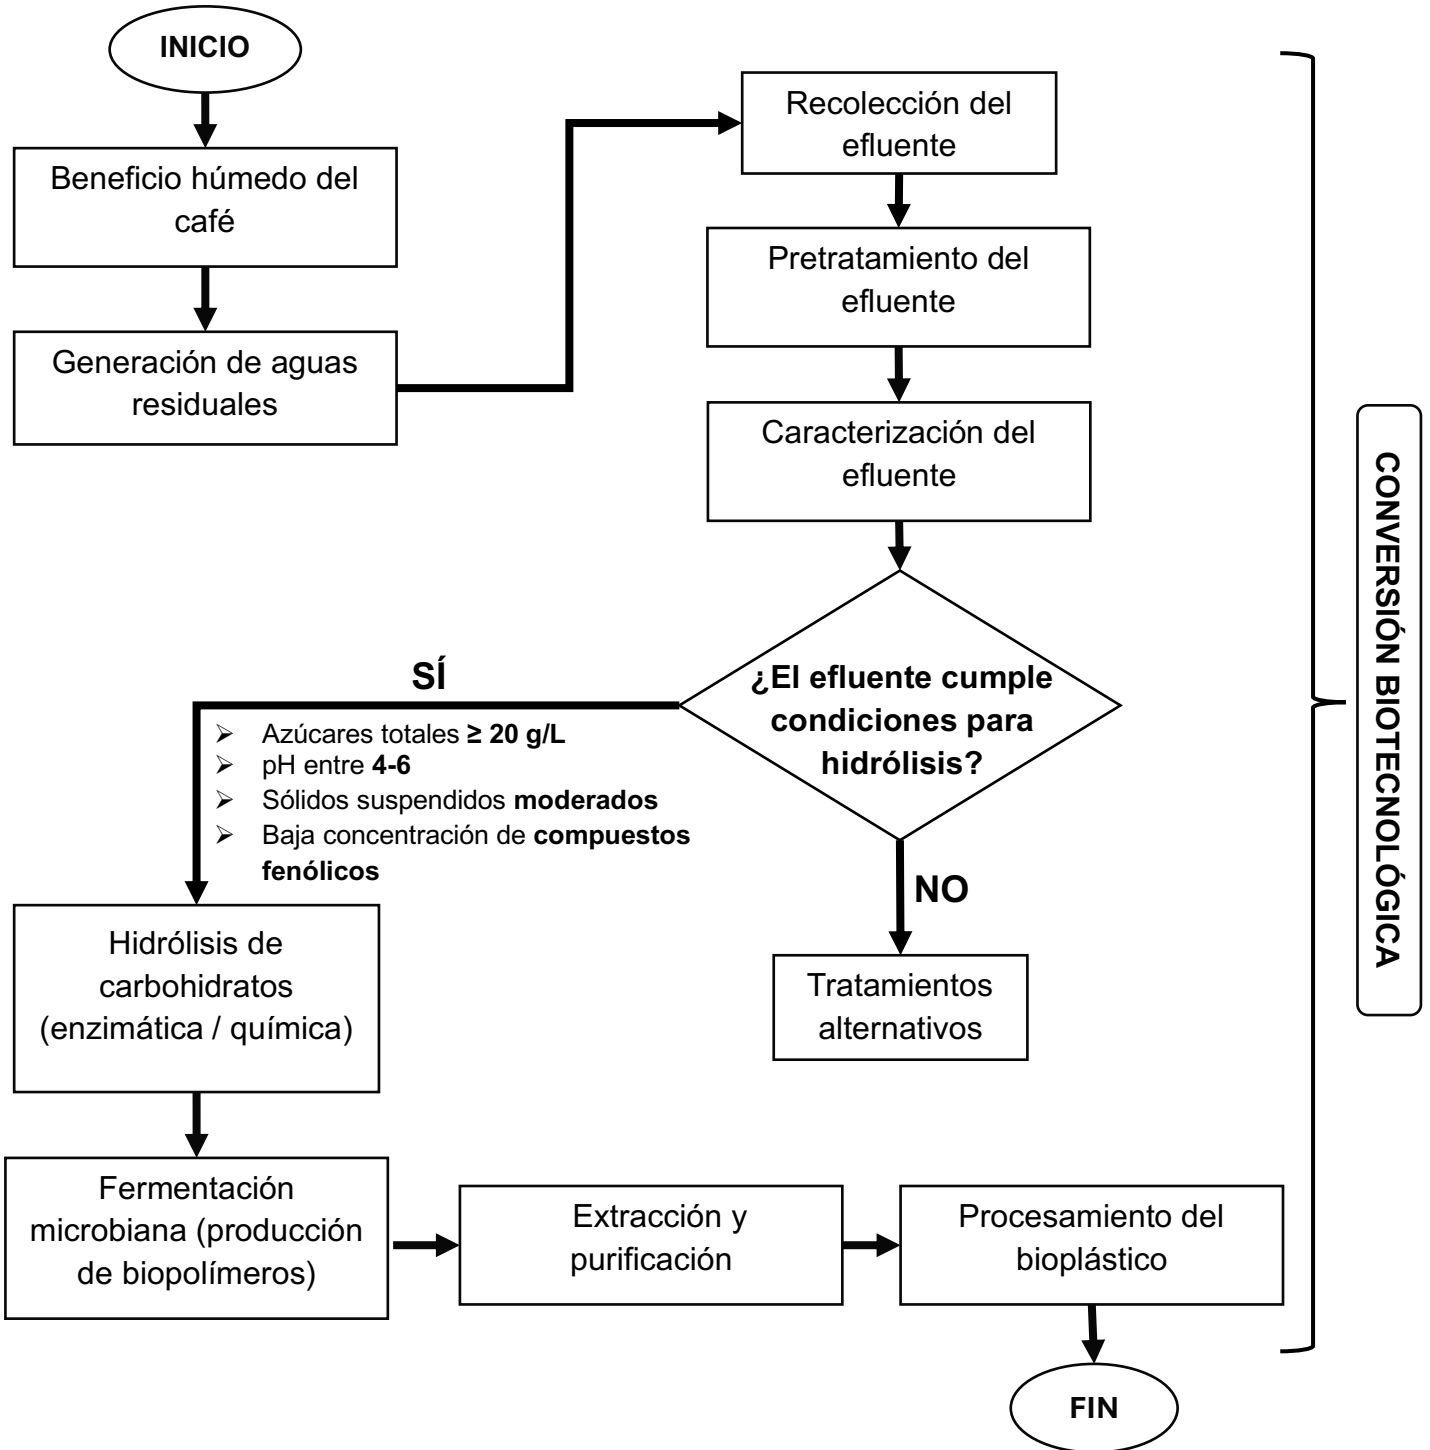 INICIO
Beneficio húmedo del
café
Generación de aguas
residuales
Recolección del
efluente
Pretratamiento del
efluente
Caracterización del
efluente
¿El efluente cumple
condiciones para
hidrólisis?
SÍ
➢ Azúcares totales ≥ 20 g/L
➢ pH entre 4-6
➢ Sólidos suspendidos moderados
➢ Baja concentración de compuestos
fenólicos
NO
Tratamientos
alternativos
Hidrólisis de
carbohidratos
(enzimática / química)
Fermentación
microbiana (producción
de biopolímeros)
Extracción y
purificación
Procesamiento del
bioplástico
FIN
CONVERSIÓN BIOTECNOLÓGICA